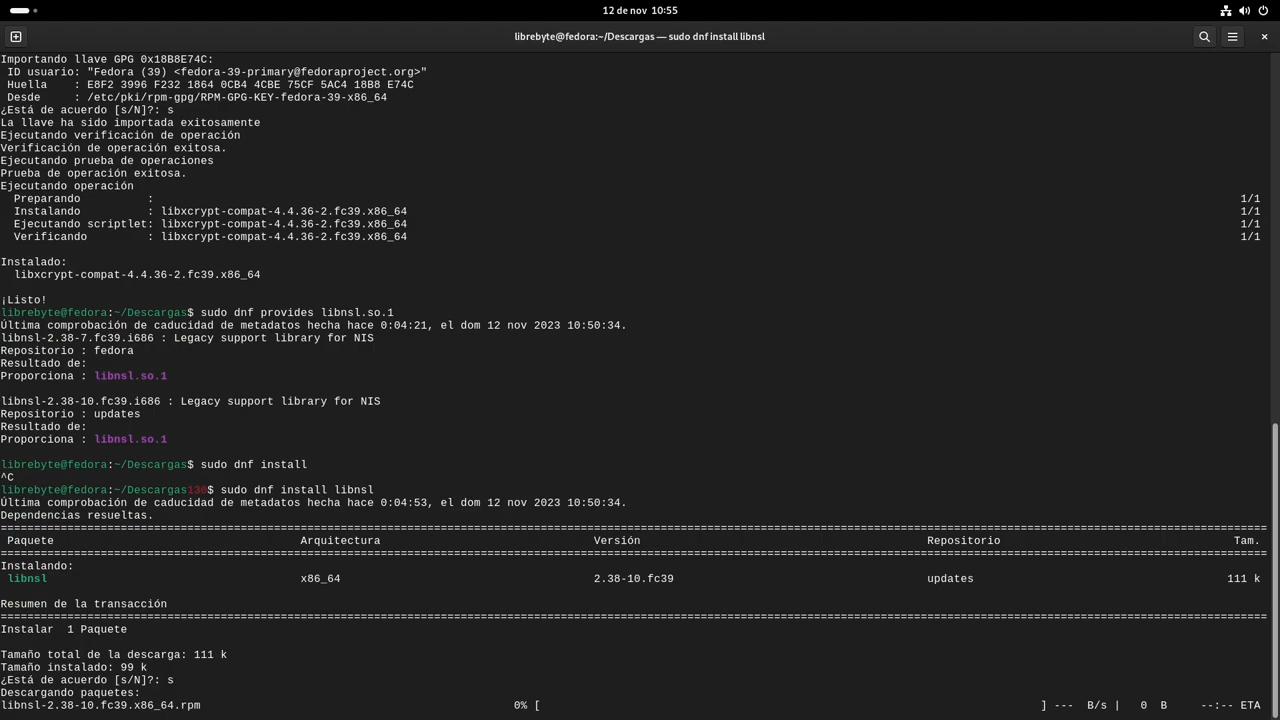 12 de nov 10:55
librebyte@fedora:~/Descargas — sudo dnf install libnsl
Importando llave GPG 0x18B8E74C:
 ID usuario: "Fedora (39) <fedora-39-primary@fedoraproject.org>"
 Huella    : E8F2 3996 F232 1864 0CB4 4CBE 75CF 5AC4 18B8 E74C
 Desde     : /etc/pki/rpm-gpg/RPM-GPG-KEY-fedora-39-x86_64
¿Está de acuerdo [s/N]?: s
La llave ha sido importada exitosamente
Ejecutando verificación de operación
Verificación de operación exitosa.
Ejecutando prueba de operaciones
Prueba de operación exitosa.
Ejecutando operación
  Preparando          :                                                                 1/1
  Instalando          : libxcrypt-compat-4.4.36-2.fc39.x86_64                           1/1
  Ejecutando scriptlet: libxcrypt-compat-4.4.36-2.fc39.x86_64                           1/1
  Verificando         : libxcrypt-compat-4.4.36-2.fc39.x86_64                           1/1
Instalado:
  libxcrypt-compat-4.4.36-2.fc39.x86_64
¡Listo!
librebyte@fedora:~/Descargas$ sudo dnf provides libnsl.so.1
Última comprobación de caducidad de metadatos hecha hace 0:04:21, el dom 12 nov 2023 10:50:34.
libnsl-2.38-7.fc39.i686 : Legacy support library for NIS
Repositorio : fedora
Resultado de:
Proporciona : libnsl.so.1
libnsl-2.38-10.fc39.i686 : Legacy support library for NIS
Repositorio : updates
Resultado de:
Proporciona : libnsl.so.1
librebyte@fedora:~/Descargas$ sudo dnf install
^C
librebyte@fedora:~/Descargas130$ sudo dnf install libnsl
Última comprobación de caducidad de metadatos hecha hace 0:04:53, el dom 12 nov 2023 10:50:34.
Dependencias resueltas.
 Paquete    Arquitectura    Versión    Repositorio    Tam.
Instalando:
 libnsl    x86_64    2.38-10.fc39    updates    111 k
Resumen de la transacción
Instalar  1 Paquete
Tamaño total de la descarga: 111 k
Tamaño instalado: 99 k
¿Está de acuerdo [s/N]?: s
Descargando paquetes:
libnsl-2.38-10.fc39.x86_64.rpm    0% [    ] ---  B/s |   0  B     --:-- ETA